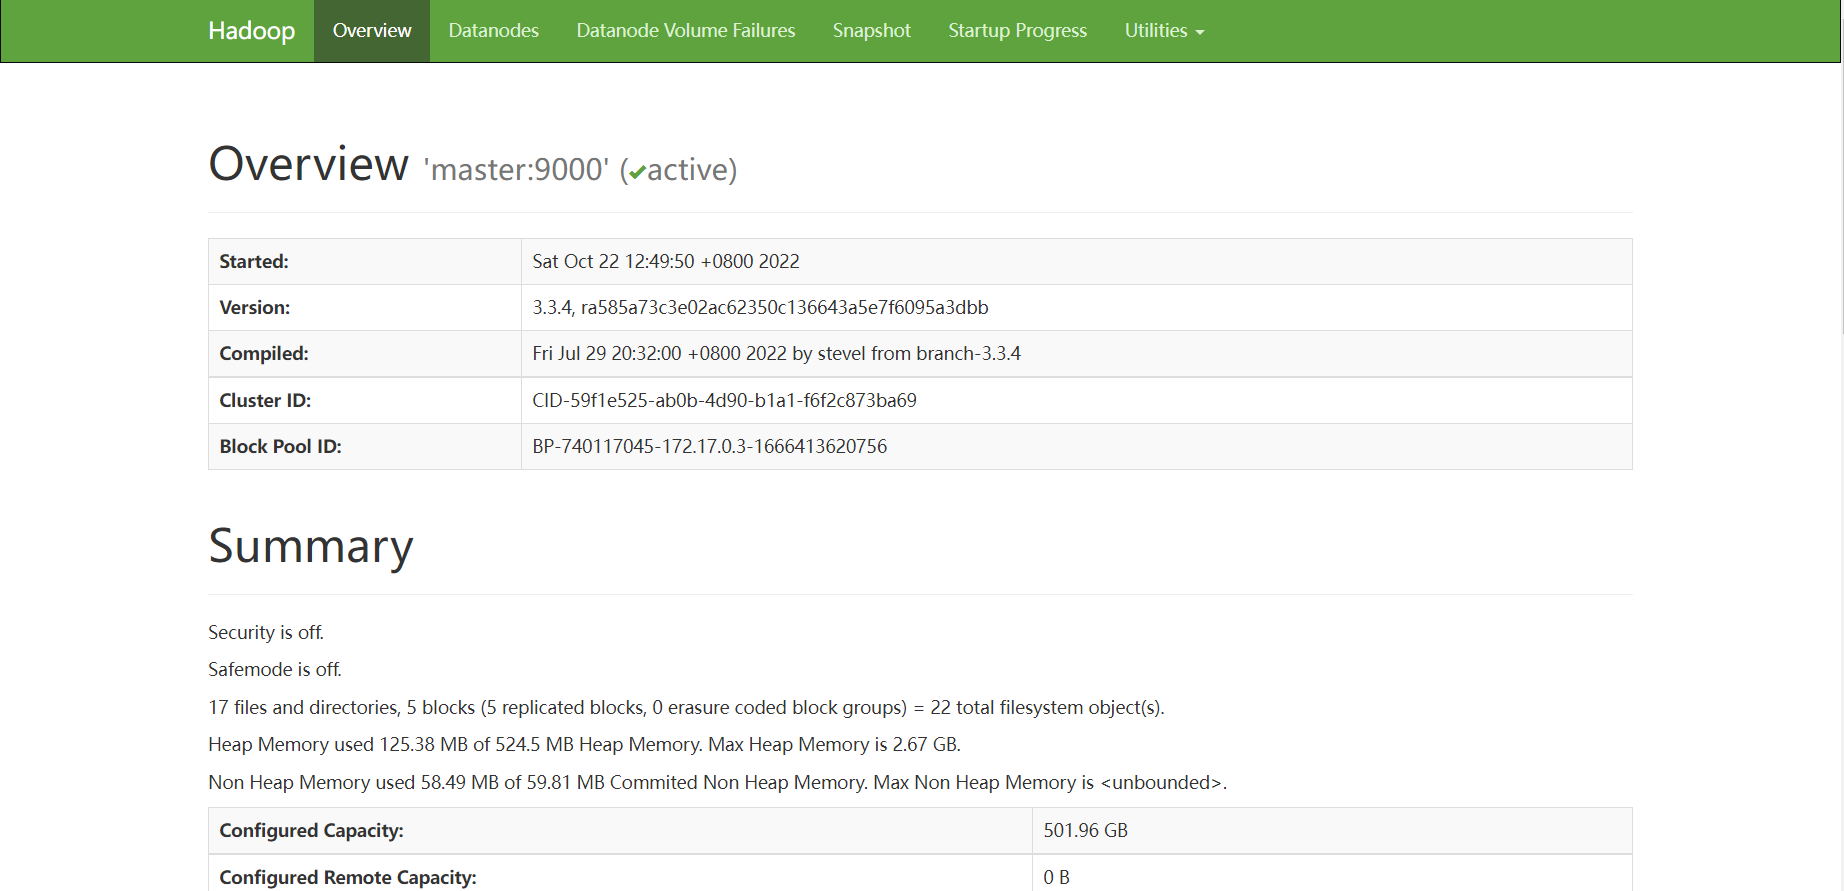 Hadoop Overview Datanodes Datanode Volume Failures Snapshot Startup Progress Utilities
Overview 'master:9000' (✔active)
Started: Sat Oct 22 12:49:50 +0800 2022
Version: 3.3.4, ra585a73c3e02ac62350c136643a5e7f6095a3dbb
Compiled: Fri Jul 29 20:32:00 +0800 2022 by stevel from branch-3.3.4
Cluster ID: CID-59f1e525-ab0b-4d90-b1a1-f6f2c873ba69
Block Pool ID: BP-740117045-172.17.0.3-1666413620756
Summary
Security is off.
Safemode is off.
17 files and directories, 5 blocks (5 replicated blocks, 0 erasure coded block groups) = 22 total filesystem object(s).
Heap Memory used 125.38 MB of 524.5 MB Heap Memory. Max Heap Memory is 2.67 GB.
Non Heap Memory used 58.49 MB of 59.81 MB Commited Non Heap Memory. Max Non Heap Memory is <unbounded>.
Configured Capacity: 501.96 GB
Configured Remote Capacity: 0 B